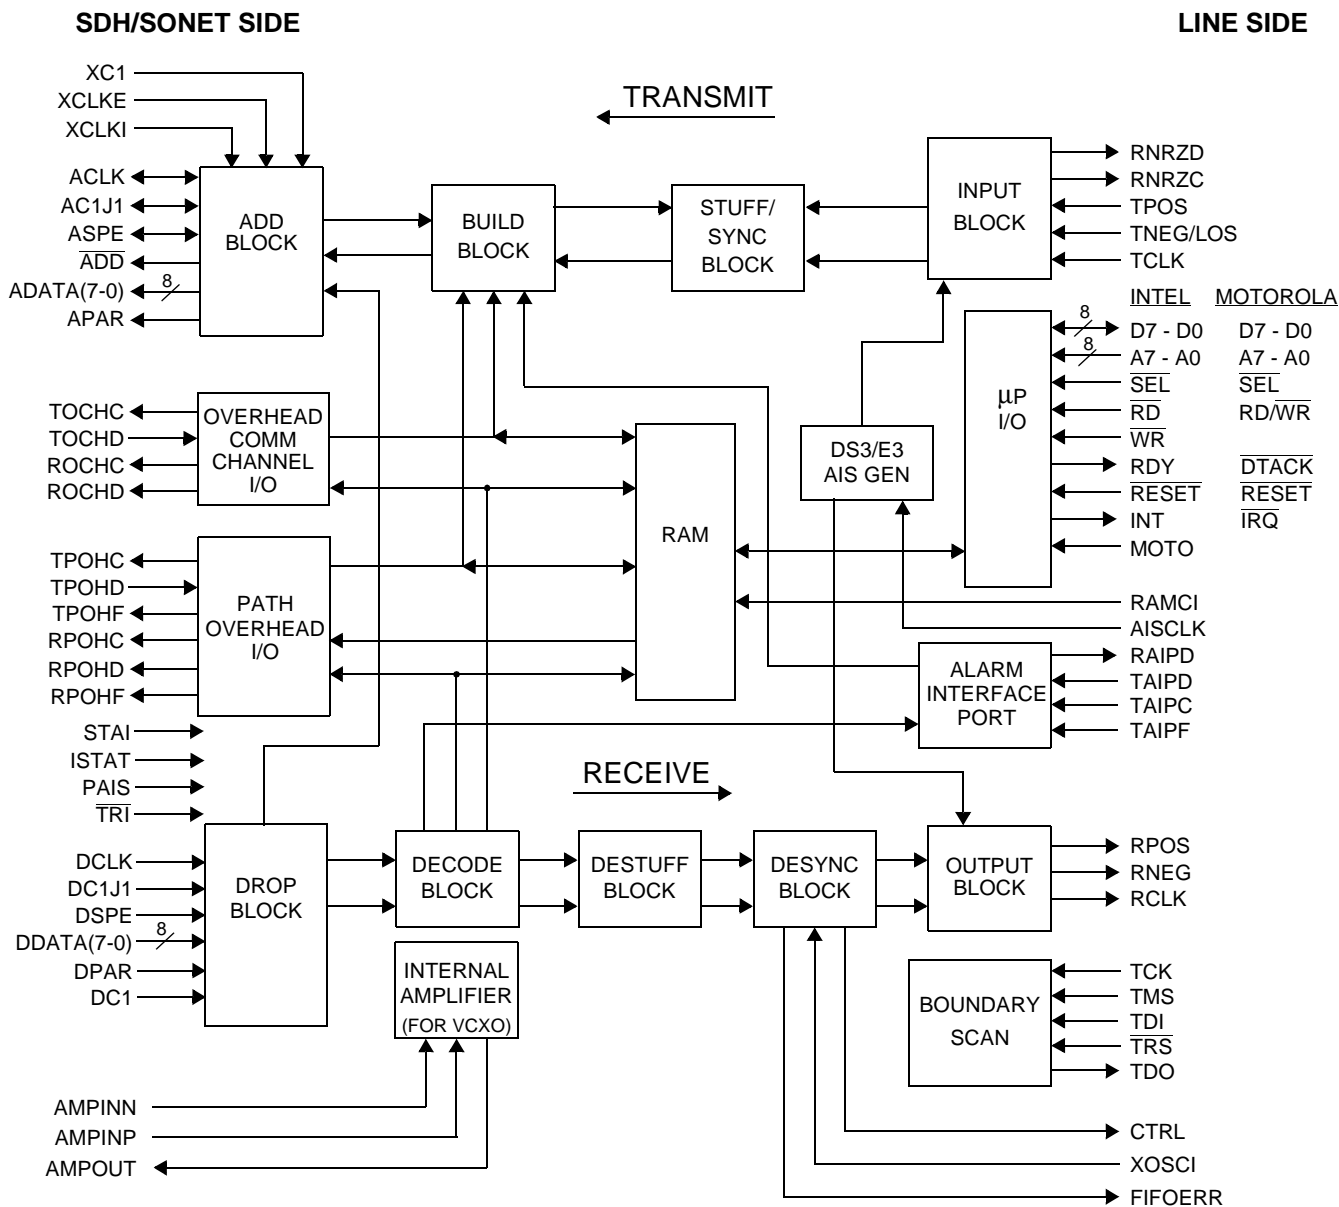 SDH/SONET SIDE
LINE SIDE
XC1
XCLKE
XCLKI
TRANSMIT
ACLK
AC1J1
ASPE
ADD
ADATA(7-0)
8
APAR
ADD
BLOCK
BUILD
BLOCK
STUFF/
SYNC
BLOCK
INPUT
BLOCK
RNRZD
RNRZC
TPOS
TNEG/LOS
TCLK
INTEL MOTOROLA
8
D7 - D0 D7 - D0
8
A7 - A0 A7 - A0
SEL SEL
RD RD/WR
WR
RDY DTACK
RESET RESET
INT IRQ
MOTO
µP
I/O
TOCHC
TOCHD
ROCHC
ROCHD
OVERHEAD
COMM
CHANNEL
I/O
DS3/E3
AIS GEN
RAM
TPOHC
TPOHD
TPOHF
RPOHC
RPOHD
RPOHF
PATH
OVERHEAD
I/O
RAMCI
AISCLK
RAIPD
TAIPD
TAIPC
TAIPF
ALARM
INTERFACE
PORT
STAI
ISTAT
PAIS
TRI
RECEIVE
DCLK
DC1J1
DSPE
DDATA(7-0)
8
DPAR
DC1
DROP
BLOCK
DECODE
BLOCK
DESTUFF
BLOCK
DESYNC
BLOCK
OUTPUT
BLOCK
RPOS
RNEG
RCLK
INTERNAL
AMPLIFIER
(FOR VCXO)
BOUNDARY
SCAN
TCK
TMS
TDI
TRS
TDO
AMPINN
AMPINP
AMPOUT
CTRL
XOSCI
FIFOERR